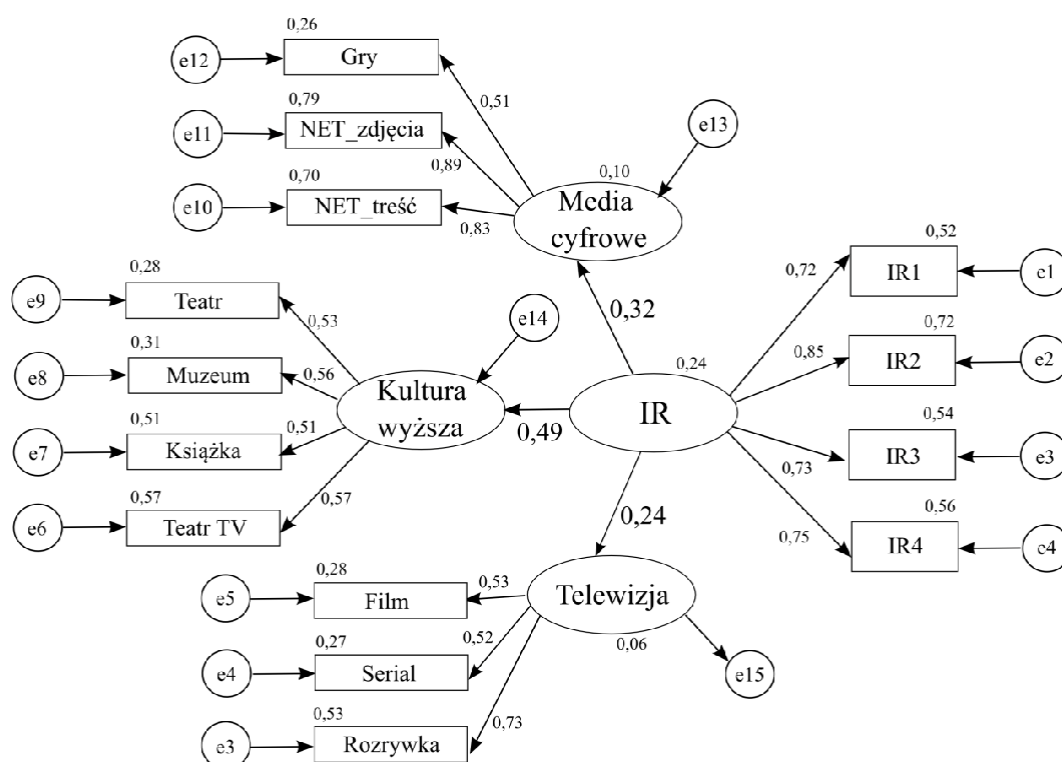 0,26
e12
Gry
0,51
0,79
e11
NET_zdjęcia
0,89
e13
0,70
e10
NET_treść
0,83
0,10
Media
cyfrowe
0,52
0,72
IR1
e1
0,28
e9
Teatr
0,53
e14
0,32
0,72
0,85
IR2
e2
0,31
e8
Muzeum
0,56
Kultura
wyższa
0,24
IR
0,49
0,51
e7
Książka
0,51
0,54
0,73
IR3
e3
0,57
e6
Teatr TV
0,57
0,24
0,56
0,75
IR4
c4
0,28
e5
Film
0,53
Telewizja
0,06
0,27
e4
Serial
0,52
e15
0,53
e3
Rozrywka
0,73